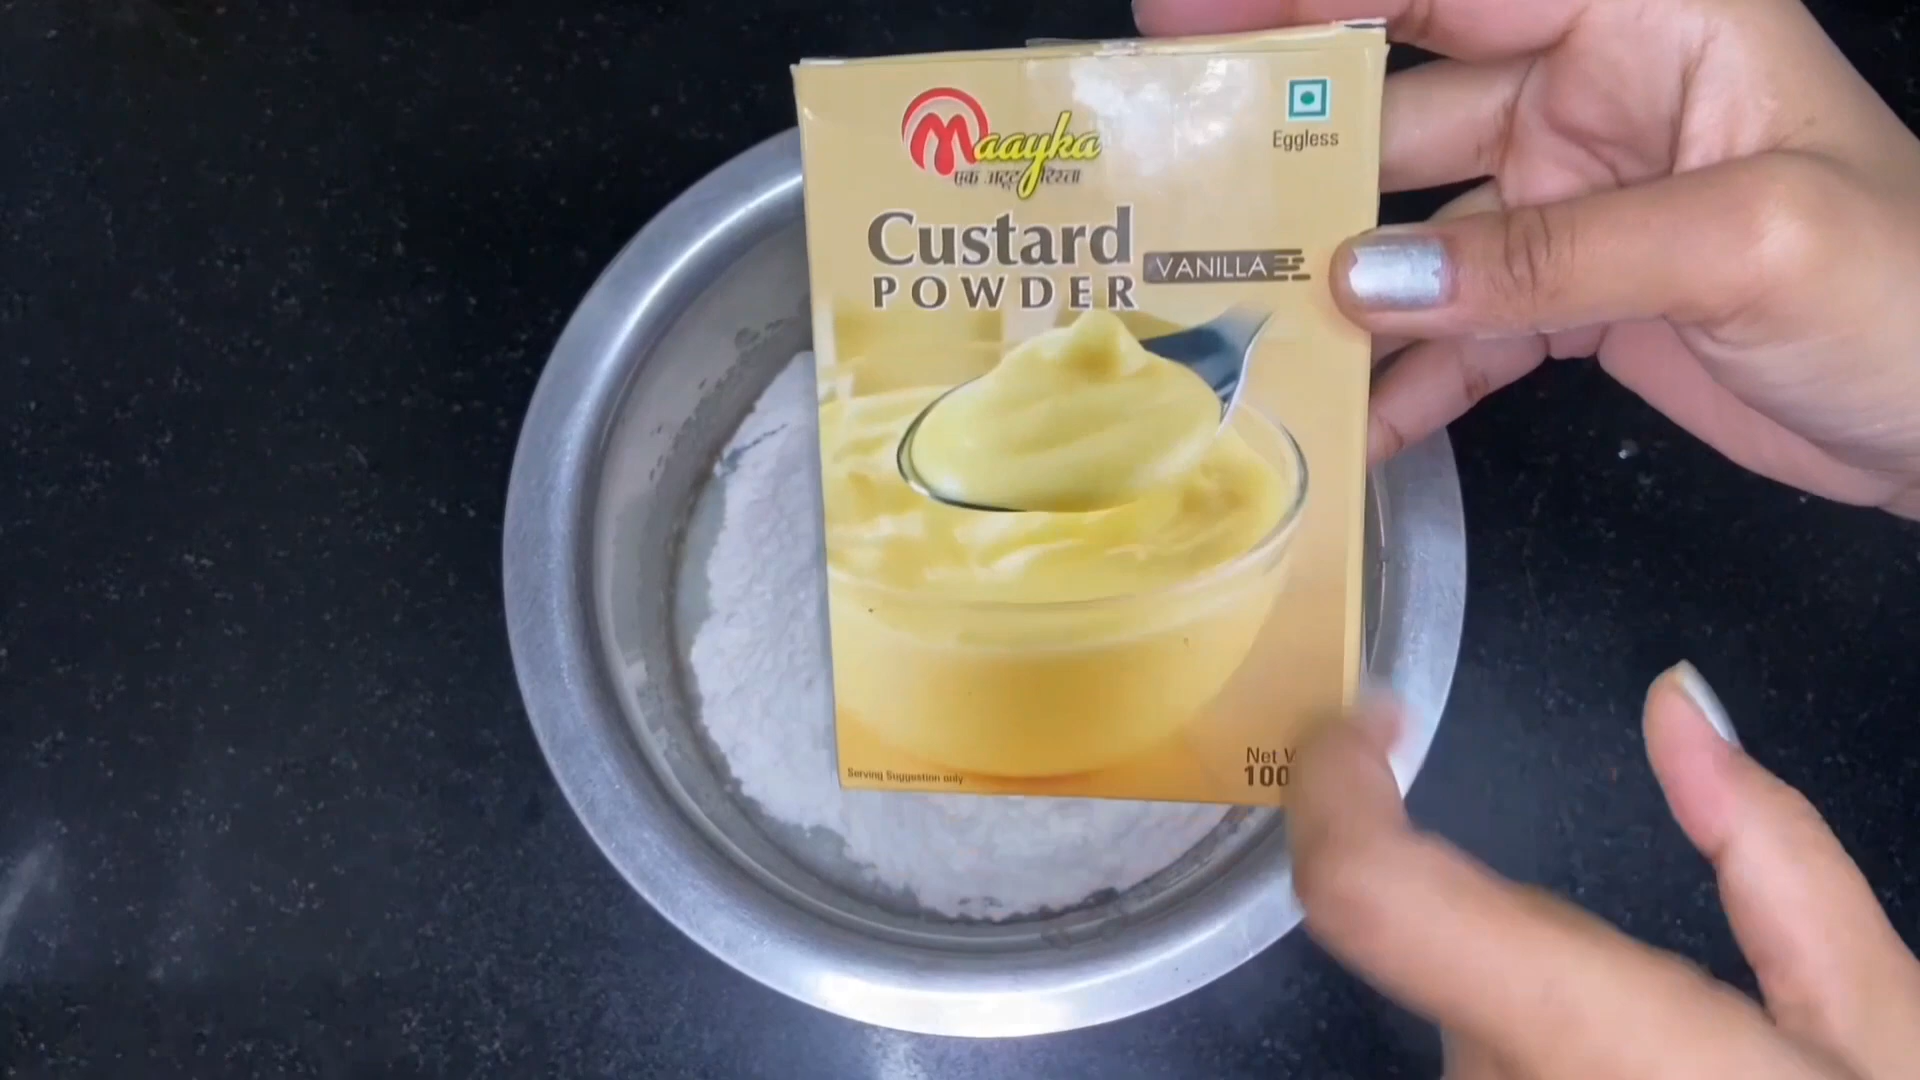 Maayka
एक अटूट रिश्ता
Eggless
Custard
POWDER
VANILLA
Serving Suggestion only
Net
100